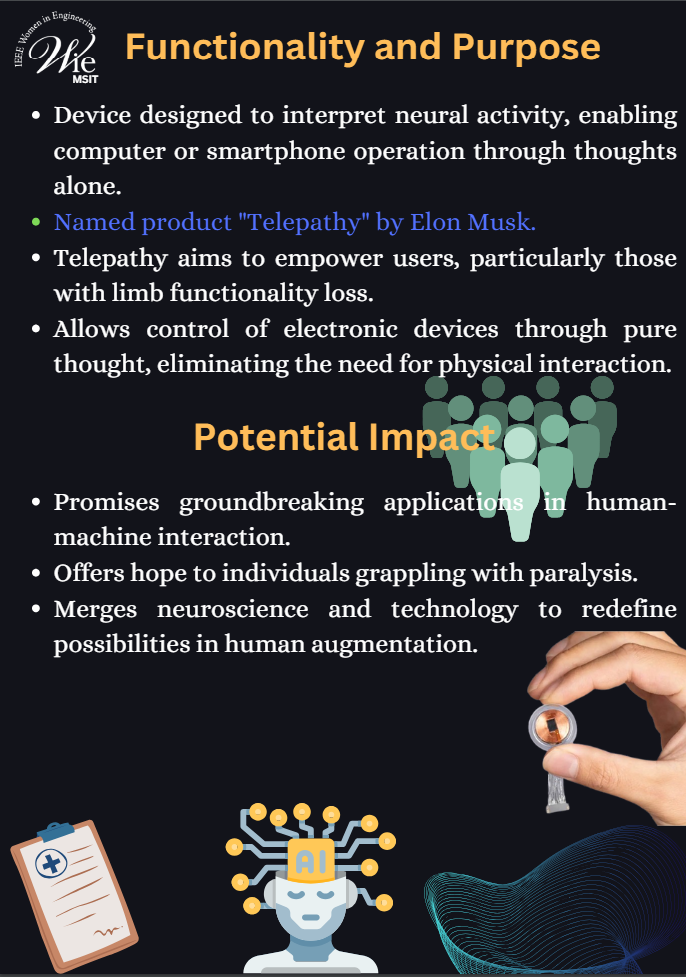 IEEE Women in Engineering
Wie
MSIT
Functionality and Purpose
• Device designed to interpret neural activity, enabling
computer or smartphone operation through thoughts
alone.
• Named product "Telepathy" by Elon Musk.
• Telepathy aims to empower users, particularly those
with limb functionality loss.
• Allows control of electronic devices through pure
thought, eliminating the need for physical interaction.
Potential Impact
• Promises groundbreaking applications in human-
machine interaction.
• Offers hope to individuals grappling with paralysis.
• Merges neuroscience and technology to redefine
possibilities in human augmentation.
AI